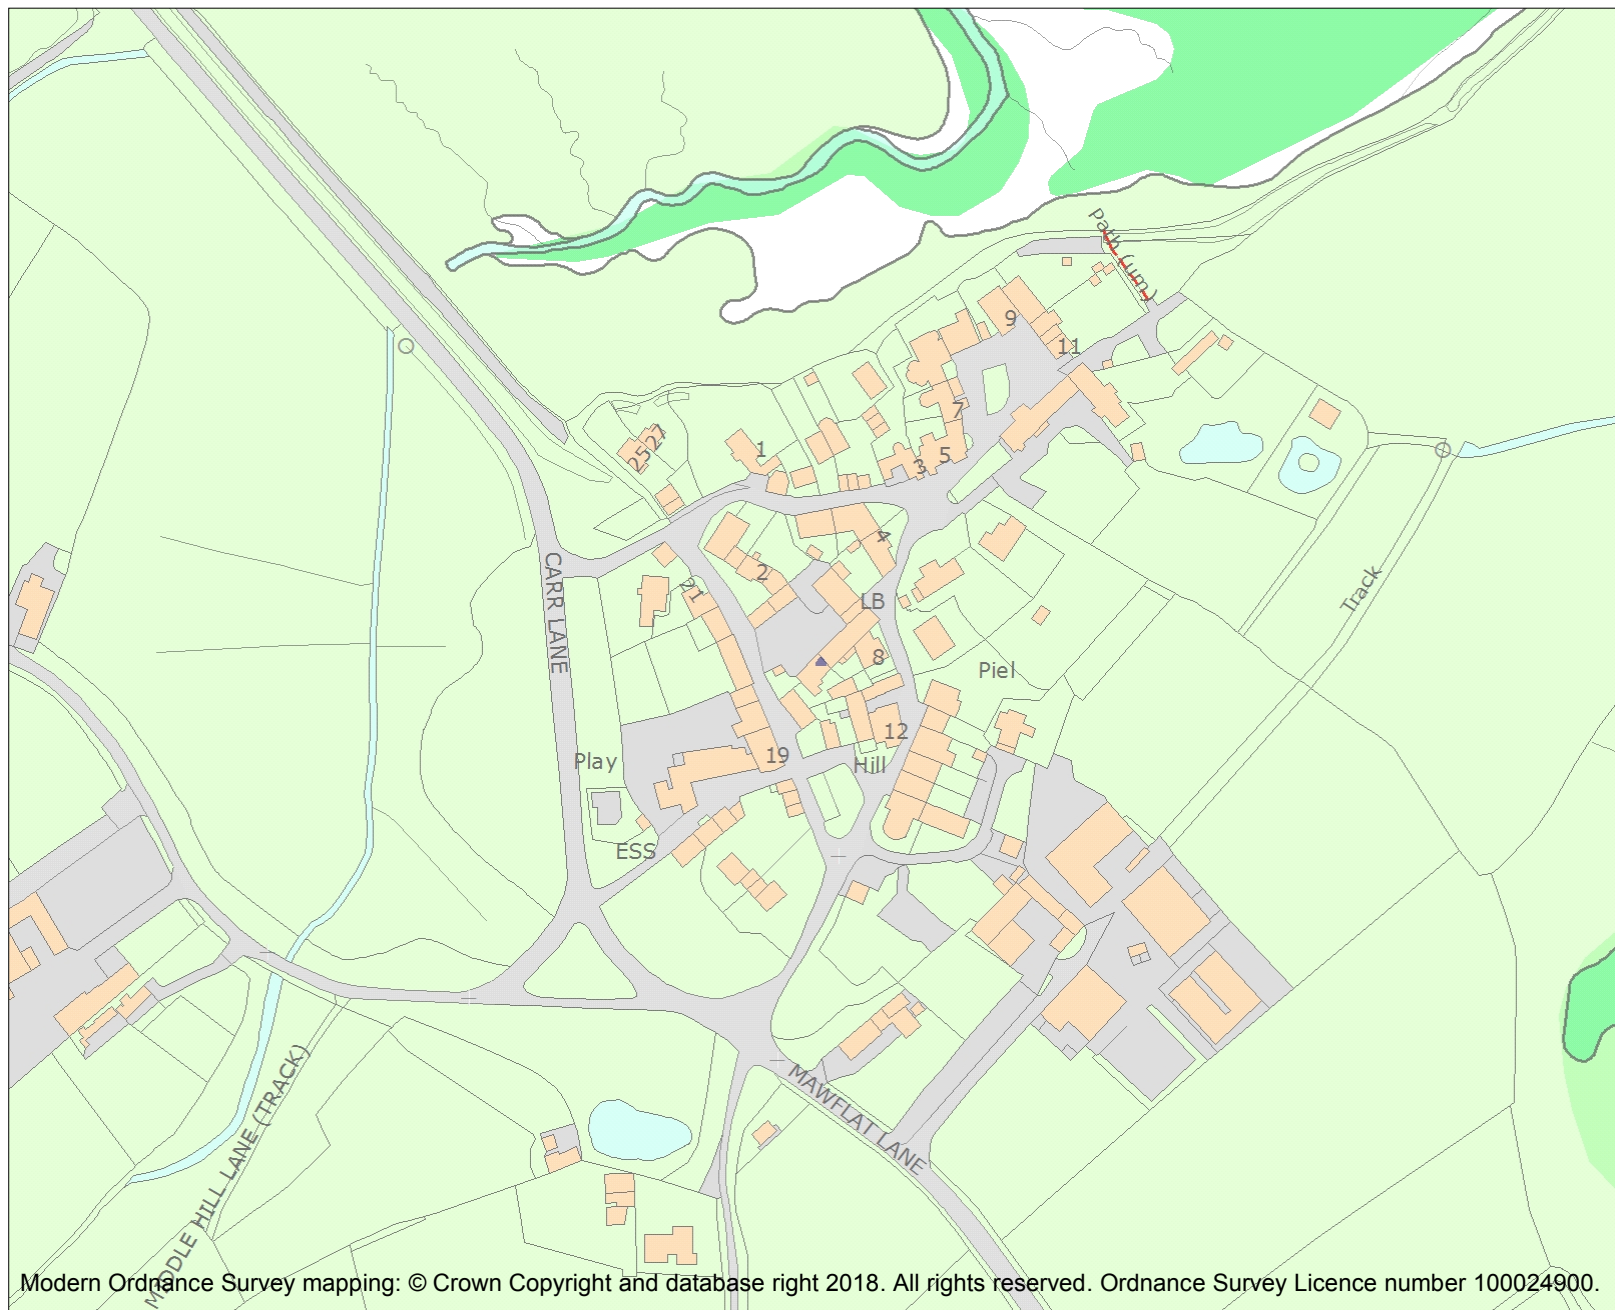 Path (um)
9
11
7
27
25
1
5
3
4
2
21
LB
CARR LANE
Track
8
Piel
12
19
Play
Hill
ESS
MAWFLAT LANE
MIDDLE HILL LANE (TRACK)
Modern Ordnance Survey mapping: © Crown Copyright and database right 2018. All rights reserved. Ordnance Survey Licence number 100024900.